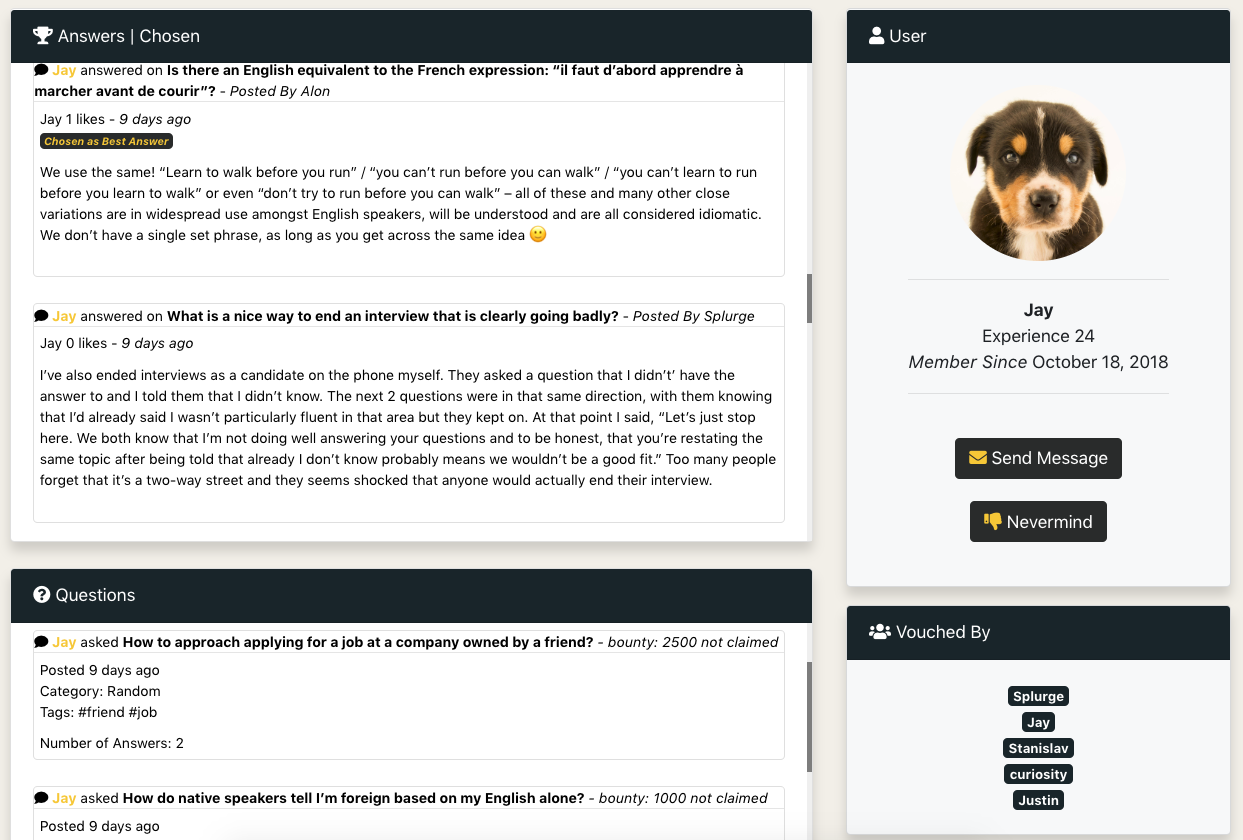 Answers | Chosen
Jay answered on Is there an English equivalent to the French expression: “il faut d’abord apprendre à
marcher avant de courir”? - Posted By Alon
Jay 1 likes - 9 days ago
Chosen as Best Answer
We use the same! “Learn to walk before you run” / “you can’t run before you can walk” / “you can’t learn to run
before you learn to walk” or even “don’t try to run before you can walk” – all of these and many other close
variations are in widespread use amongst English speakers, will be understood and are all considered idiomatic.
We don’t have a single set phrase, as long as you get across the same idea 🙂
Jay answered on What is a nice way to end an interview that is clearly going badly? - Posted By Splurge
Jay 0 likes - 9 days ago
I’ve also ended interviews as a candidate on the phone myself. They asked a question that I didn’t’ have the
answer to and I told them that I didn’t know. The next 2 questions were in that same direction, with them knowing
that I’d already said I wasn’t particularly fluent in that area but they kept on. At that point I said, “Let’s just stop
here. We both know that I’m not doing well answering your questions and to be honest, that you’re restating the
same topic after being told that already I don’t know probably means we wouldn’t be a good fit.” Too many people
forget that it’s a two-way street and they seems shocked that anyone would actually end their interview.
Questions
Jay asked How to approach applying for a job at a company owned by a friend? - bounty: 2500 not claimed
Posted 9 days ago
Category: Random
Tags: #friend #job
Number of Answers: 2
Jay asked How do native speakers tell I’m foreign based on my English alone? - bounty: 1000 not claimed
Posted 9 days ago
User
Jay
Experience 24
Member Since October 18, 2018
Send Message
Nevermind
Vouched By
Splurge
Jay
Stanislav
curiosity
Justin